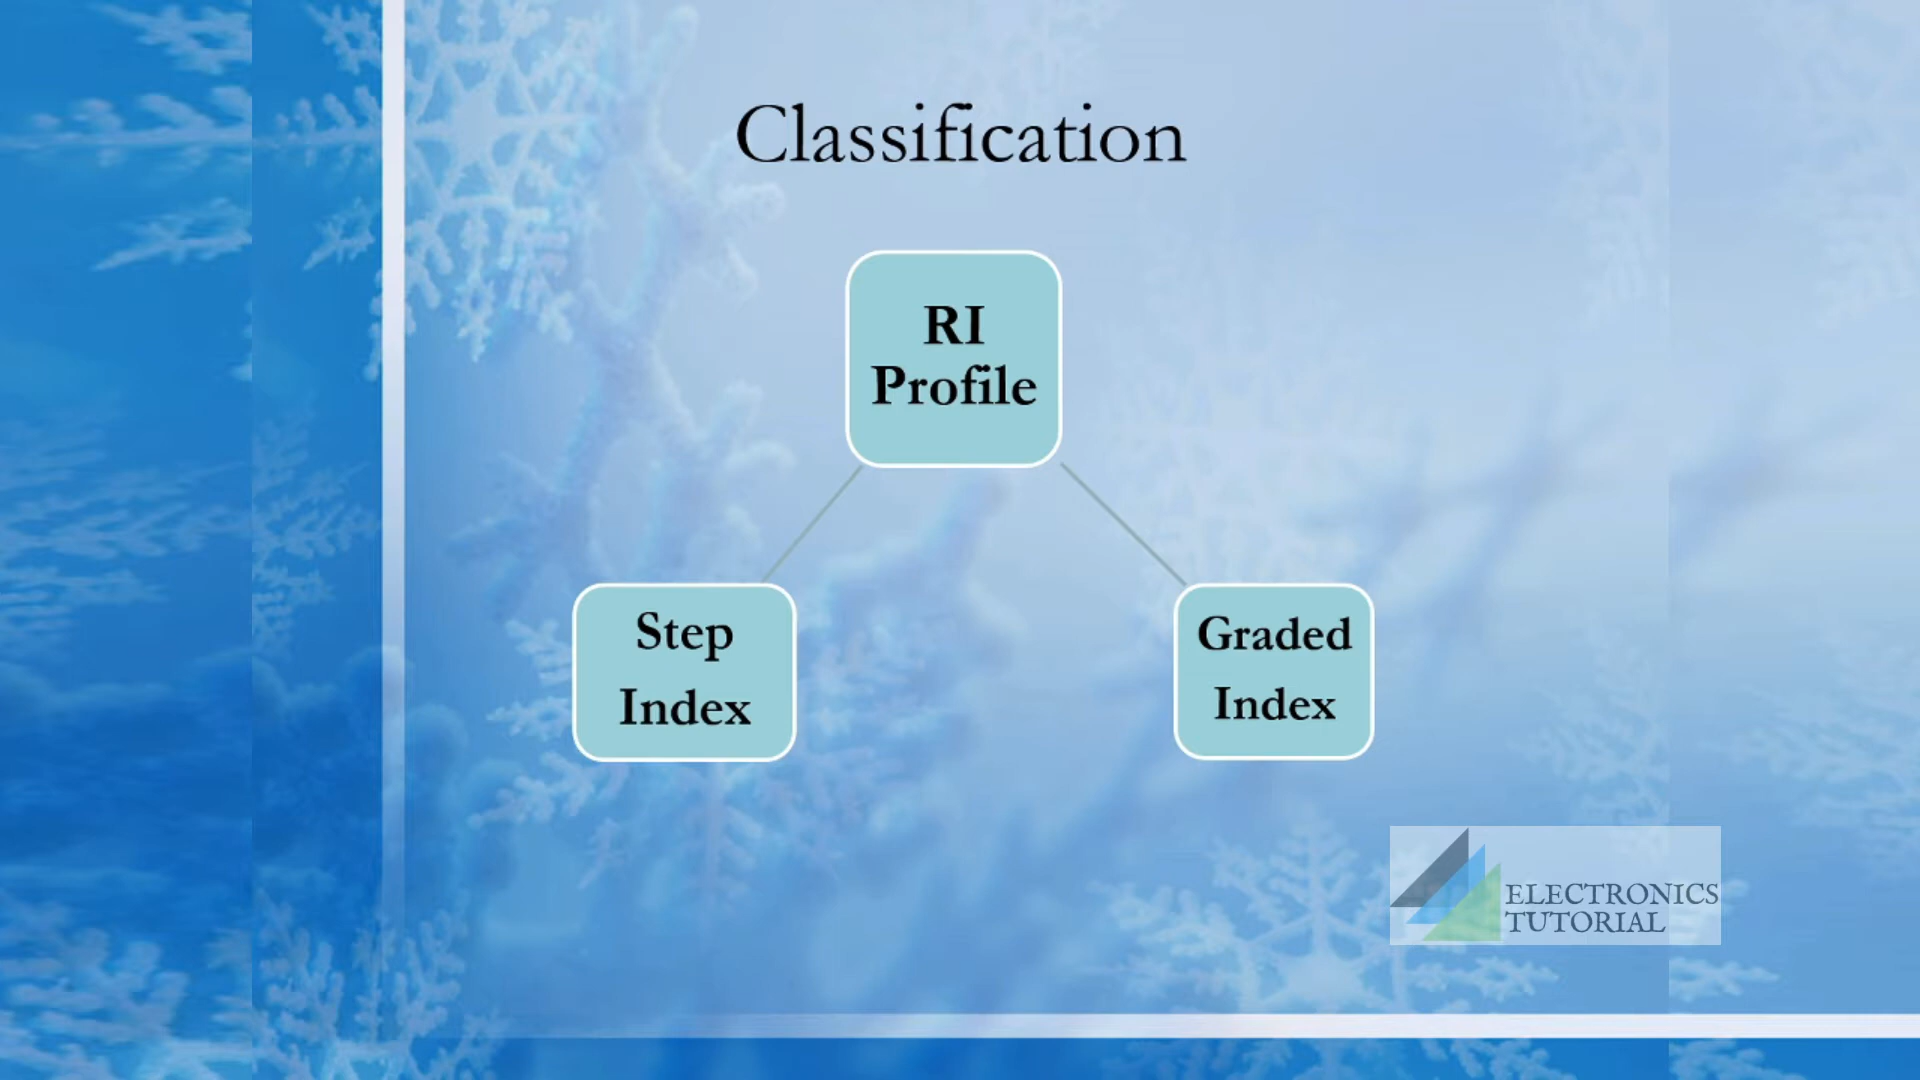 Classification
RI
Profile
Step
Index
Graded
Index
ELECTRONICS
TUTORIAL